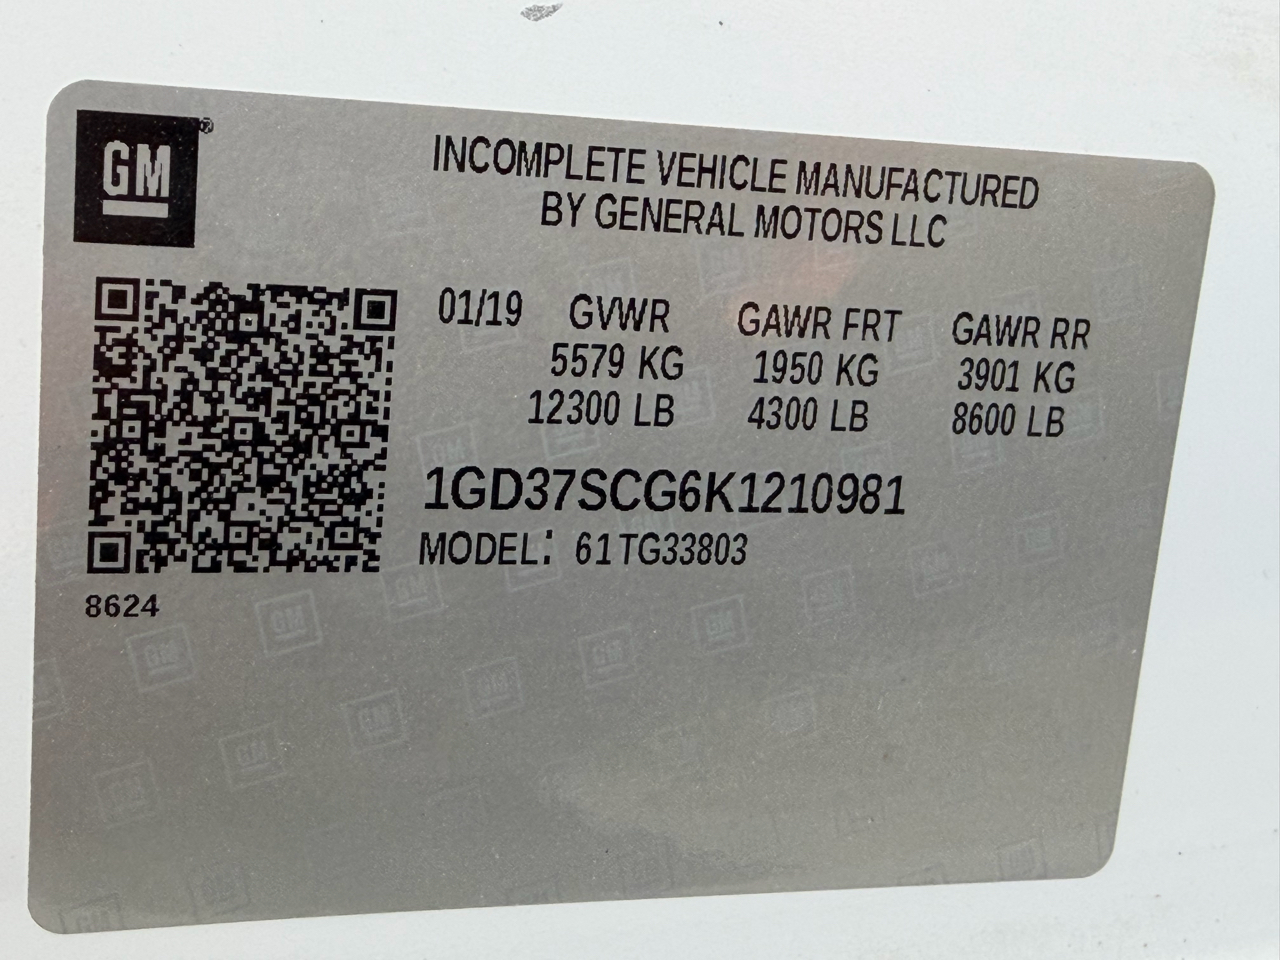 GM®
INCOMPLETE VEHICLE MANUFACTURED
BY GENERAL MOTORS LLC
01/19 GVWR GAWR FRT GAWR RR
5579 KG 1950 KG 3901 KG
12300 LB 4300 LB 8600 LB
1GD37SCG6K1210981
MODEL: 61TG33803
8624